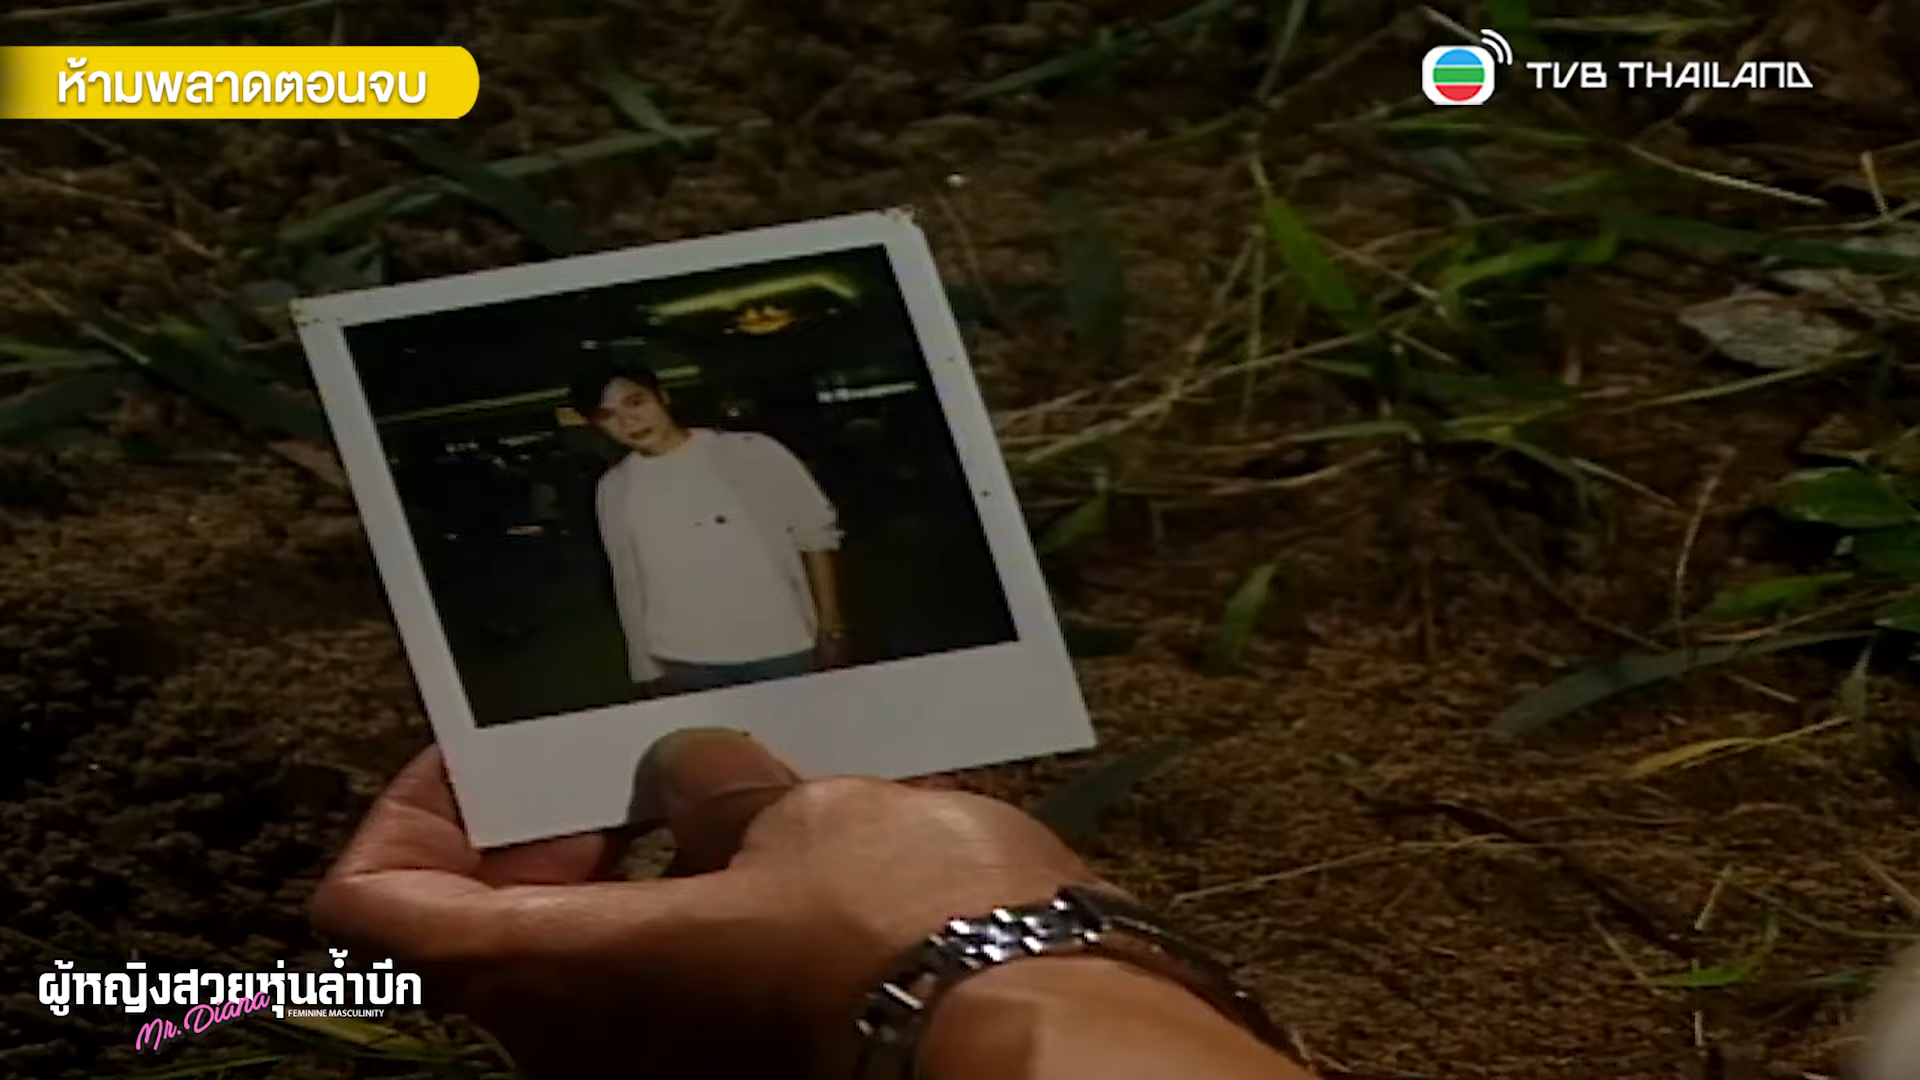 ห้ามพลาดตอนจบ
TVB THAILAND
ผู้หญิงสวยหุ่นล่ำบึก
Mr. Diana
FEMININE MASCULINITY